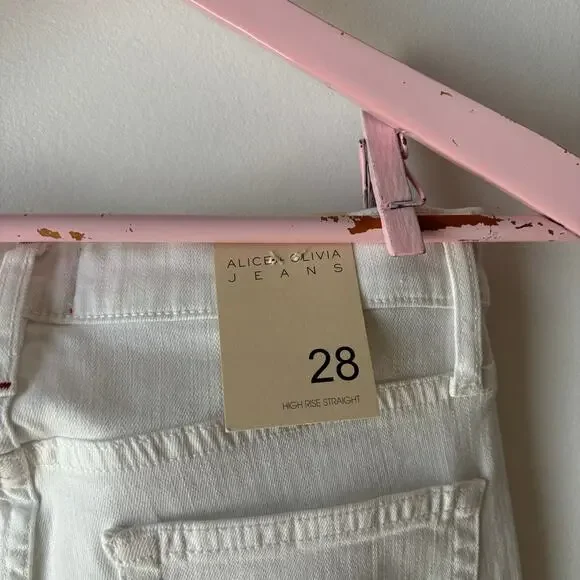 ALICE + OLIVIA
JEANS
28
HIGH RISE STRAIGHT